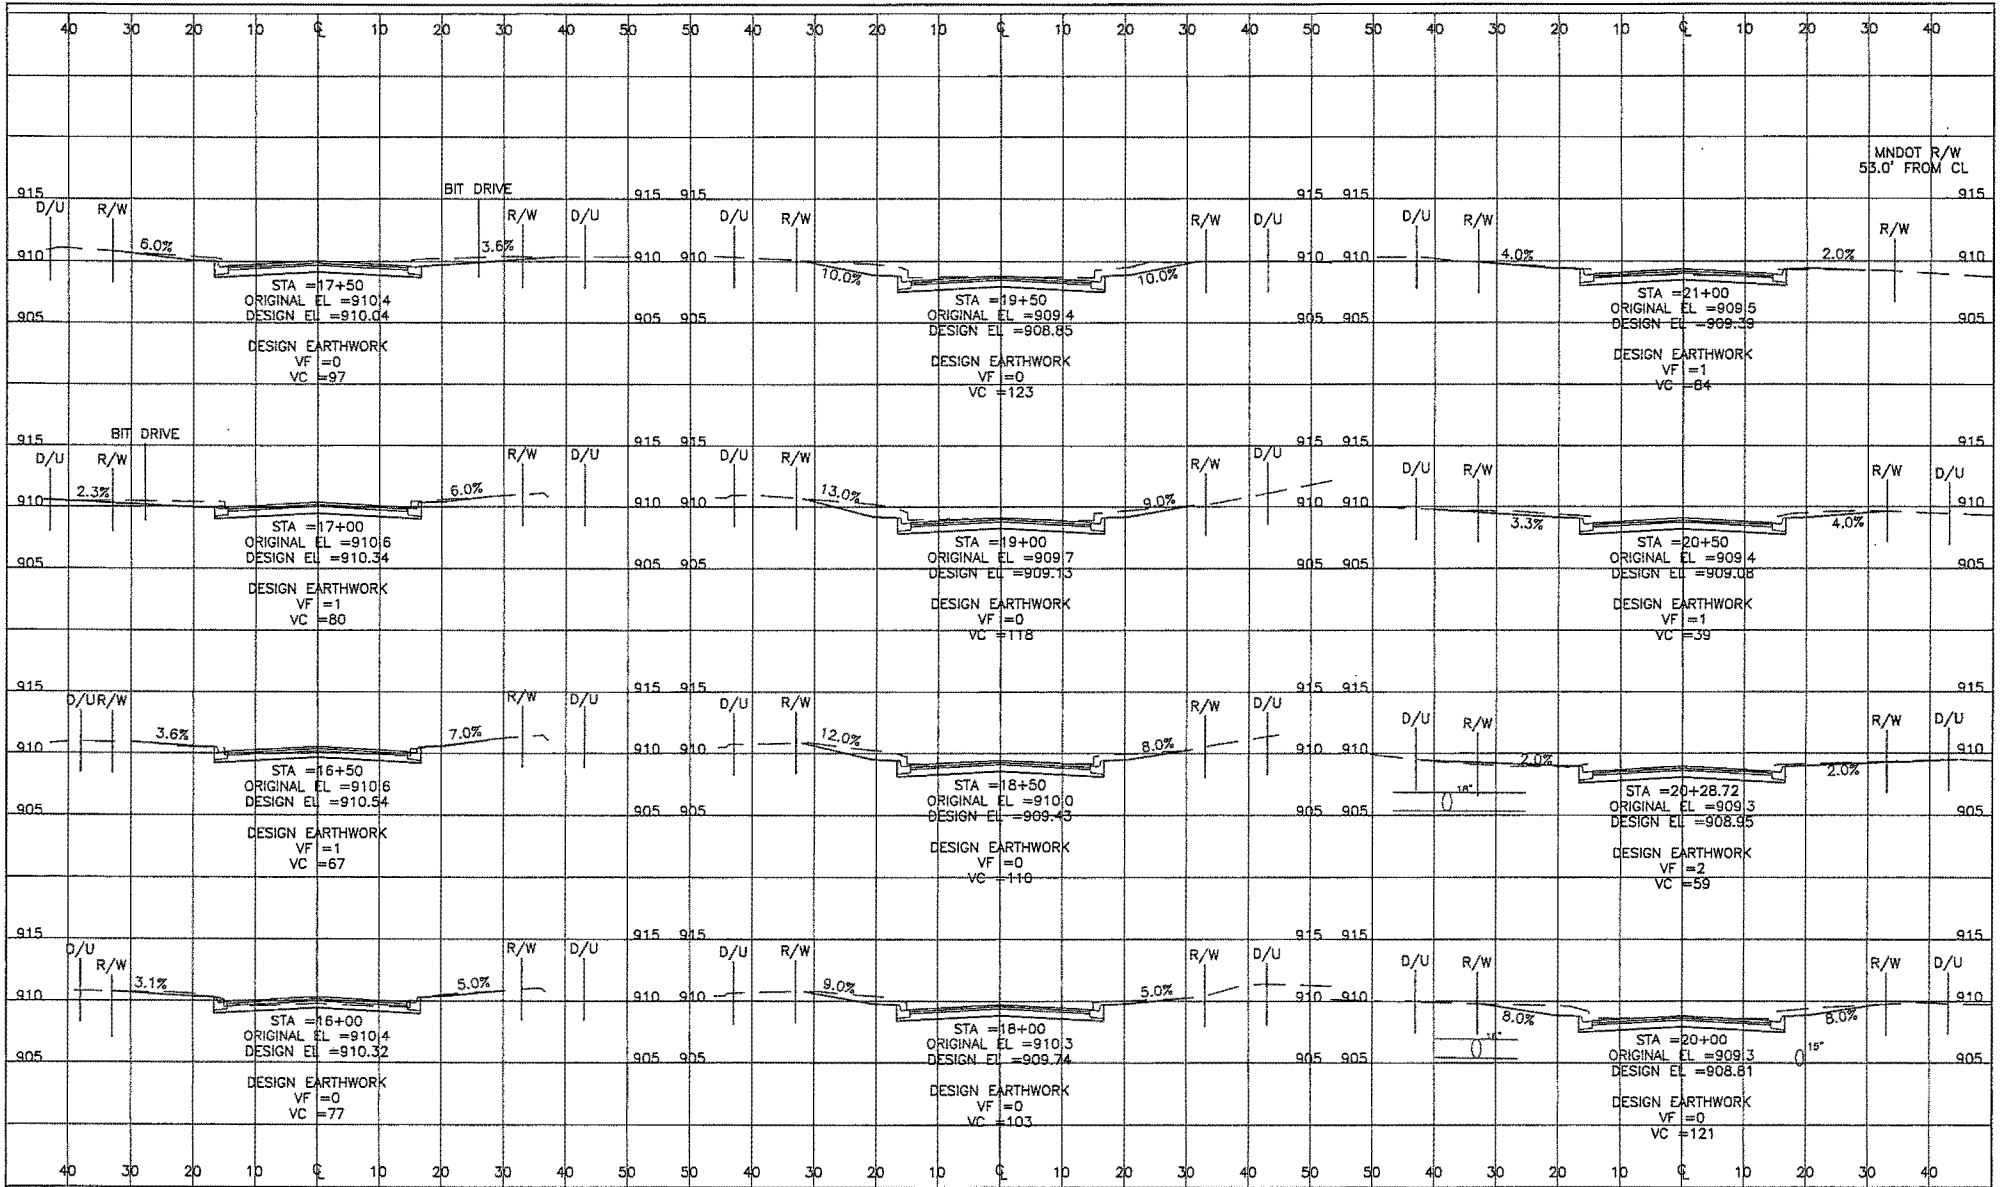 40 30 20 10 ℄ 10 20 30 40 50 50 40 30 20 10 ℄ 10 20 30 40 50 50 40 30 20 10 ℄ 10 20 30 40
MNDOT R/W
53.0' FROM CL
915 915 915 915 915 915
BIT DRIVE
D/U R/W R/W D/U D/U R/W R/W D/U D/U R/W R/W
6.0% 3.6% 10.0% 10.0% 4.0% 2.0%
910 910 910 910 910 910
STA =17+50
ORIGINAL EL =910.4
DESIGN EL =910.04
DESIGN EARTHWORK
VF =0
VC =97
STA =19+50
ORIGINAL EL =909.4
DESIGN EL =908.85
DESIGN EARTHWORK
VF =0
VC =123
STA =21+00
ORIGINAL EL =909.5
DESIGN EL =909.39
DESIGN EARTHWORK
VF =1
VC =84
905 905 905 905 905 905
BIT DRIVE
915 915 915 915 915 915
D/U R/W R/W D/U D/U R/W R/W D/U D/U R/W R/W D/U
2.3% 6.0% 13.0% 9.0% 3.3% 4.0%
910 910 910 910 910 910
STA =17+00
ORIGINAL EL =910.6
DESIGN EL =910.34
DESIGN EARTHWORK
VF =1
VC =80
STA =19+00
ORIGINAL EL =909.7
DESIGN EL =909.13
DESIGN EARTHWORK
VF =0
VC =118
STA =20+50
ORIGINAL EL =909.4
DESIGN EL =909.08
DESIGN EARTHWORK
VF =1
VC =39
905 905 905 905 905 905
915 915 915 915 915 915
D/U R/W R/W D/U D/U R/W R/W D/U D/U R/W R/W D/U
3.6% 7.0% 12.0% 8.0% 2.0% 2.0%
910 910 910 910 910 910
STA =16+50
ORIGINAL EL =910.6
DESIGN EL =910.54
DESIGN EARTHWORK
VF =1
VC =67
STA =18+50
ORIGINAL EL =910.0
DESIGN EL =909.43
DESIGN EARTHWORK
VF =0
VC =110
18"
STA =20+28.72
ORIGINAL EL =909.3
DESIGN EL =908.95
DESIGN EARTHWORK
VF =2
VC =59
905 905 905 905 905 905
915 915 915 915 915 915
D/U R/W R/W D/U D/U R/W R/W D/U D/U R/W R/W D/U
3.1% 5.0% 9.0% 5.0% 8.0% 8.0%
910 910 910 910 910 910
STA =16+00
ORIGINAL EL =910.4
DESIGN EL =910.32
DESIGN EARTHWORK
VF =0
VC =77
STA =18+00
ORIGINAL EL =910.3
DESIGN EL =909.74
DESIGN EARTHWORK
VF =0
VC =103
STA =20+00
ORIGINAL EL =909.3
DESIGN EL =908.81
DESIGN EARTHWORK
VF =0
VC =121
15"
905 905 905 905 905 905
40 30 20 10 ℄ 10 20 30 40 50 50 40 30 20 10 ℄ 10 20 30 40 50 50 40 30 20 10 ℄ 10 20 30 40